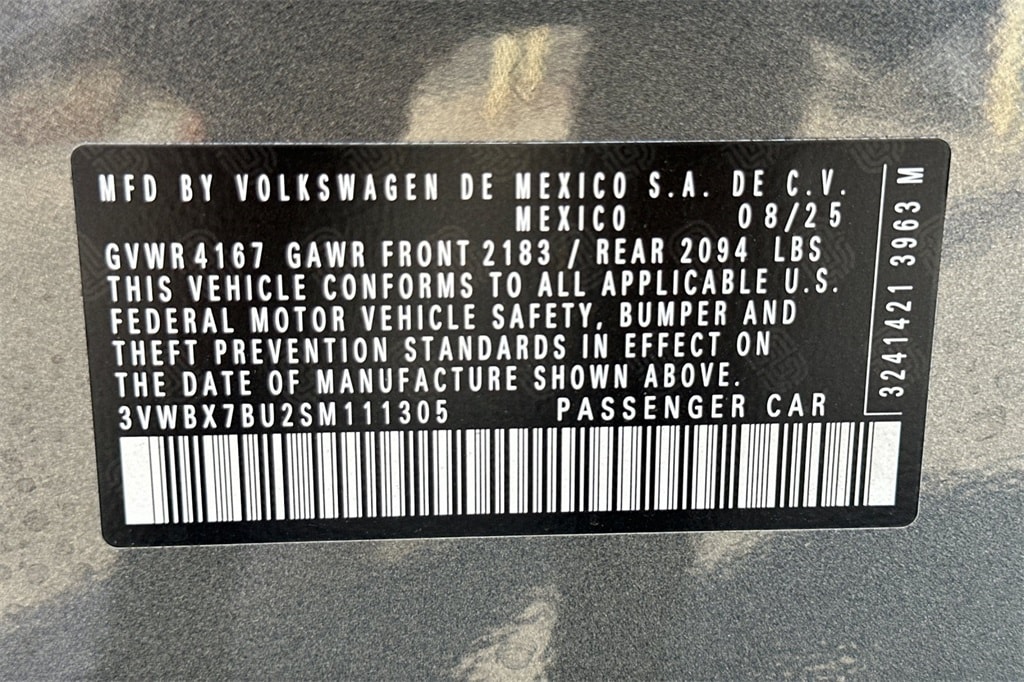 MFD BY VOLKSWAGEN DE MEXICO S.A. DE C.V.
MEXICO 08/25
GVWR 4167 GAWR FRONT 2183 / REAR 2094 LBS
THIS VEHICLE CONFORMS TO ALL APPLICABLE U.S.
FEDERAL MOTOR VEHICLE SAFETY, BUMPER AND
THEFT PREVENTION STANDARDS IN EFFECT ON
THE DATE OF MANUFACTURE SHOWN ABOVE.
3VWBX7BU2SM111305 PASSENGER CAR
3241421 3963 M